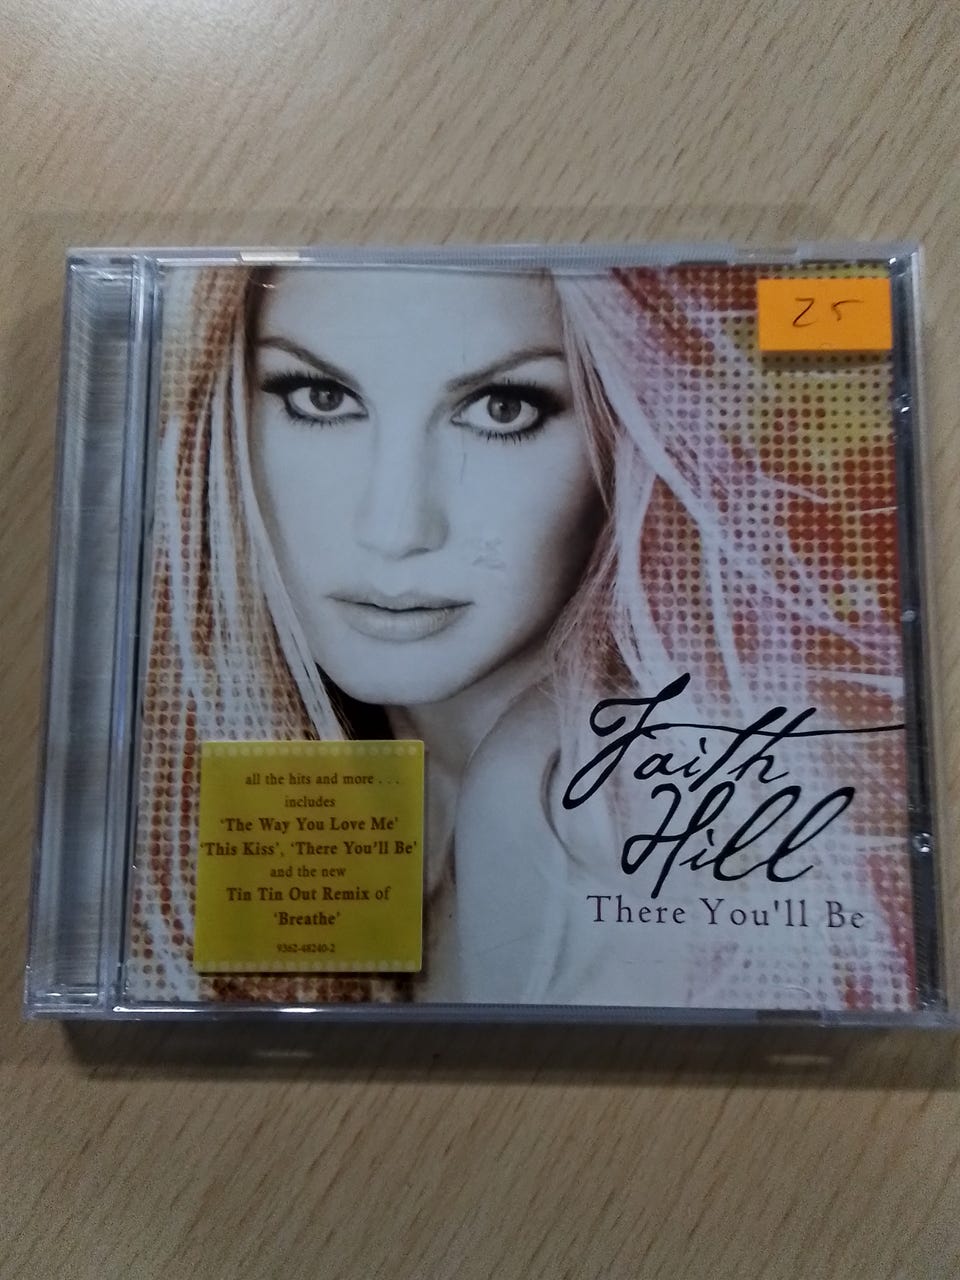 25
Faith
Hill
There You'll Be
all the hits and more . . .
includes
'The Way You Love Me'
'This Kiss', 'There You'll Be'
and the new
Tin Tin Out Remix of
'Breathe'
9362-48240-2